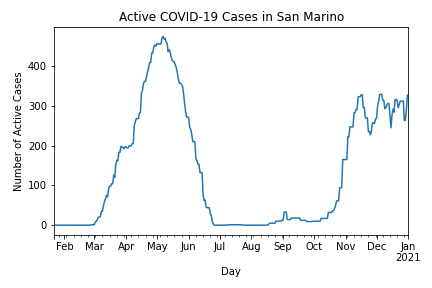 Active COVID-19 Cases in San Marino
Number of Active Cases
400
300
200
100
0
Feb Mar Apr May Jun Jul Aug Sep Oct Nov Dec Jan
2021
Day